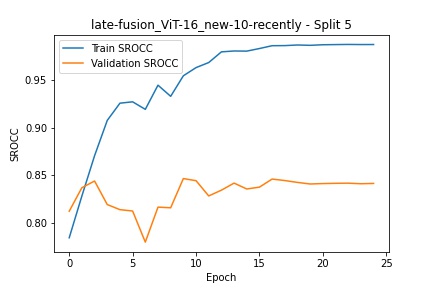 late-fusion_ViT-16_new-10-recently - Split 5
Train SROCC
Validation SROCC
0.95
0.90
0.85
0.80
SROCC
0 5 10 15 20 25
Epoch